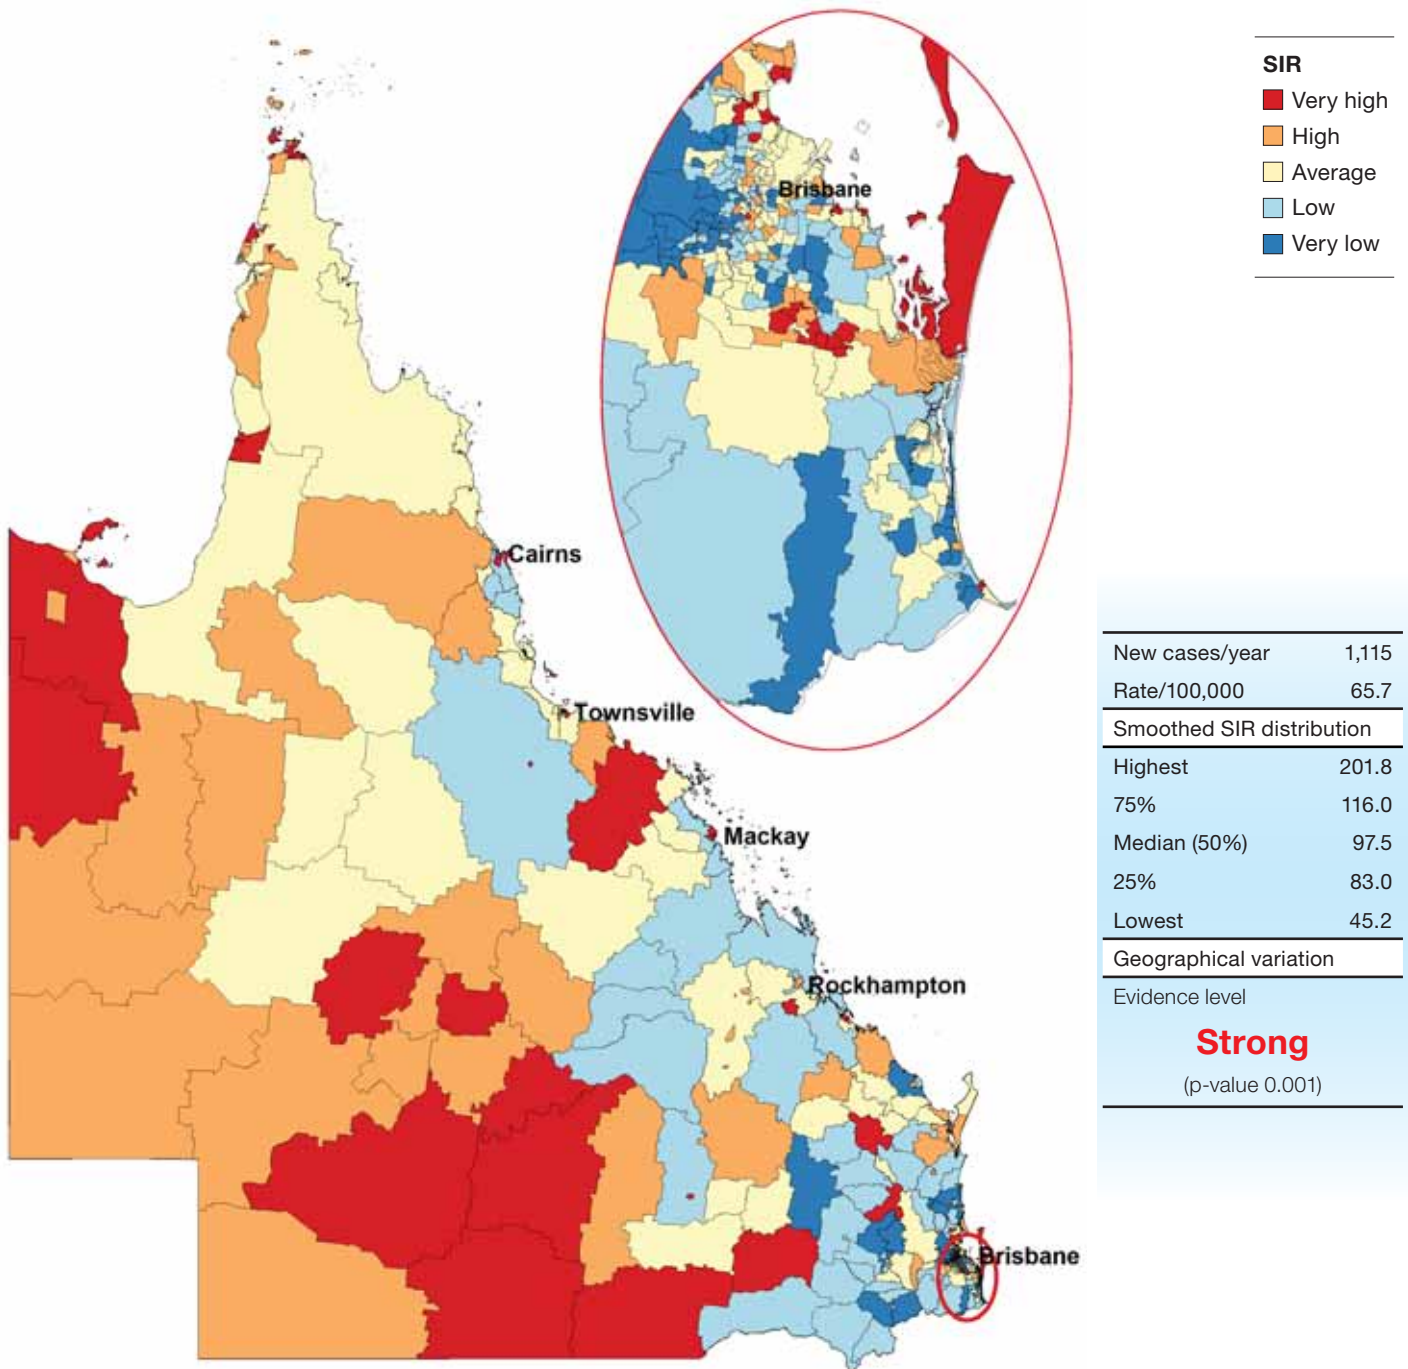 SIR
Very high
High
Average
Low
Very low
Brisbane
Cairns
Townsville
Mackay
Rockhampton
Brisbane
New cases/year 1,115
Rate/100,000 65.7
Smoothed SIR distribution
Highest 201.8
75% 116.0
Median (50%) 97.5
25% 83.0
Lowest 45.2
Geographical variation
Evidence level
Strong
(p-value 0.001)